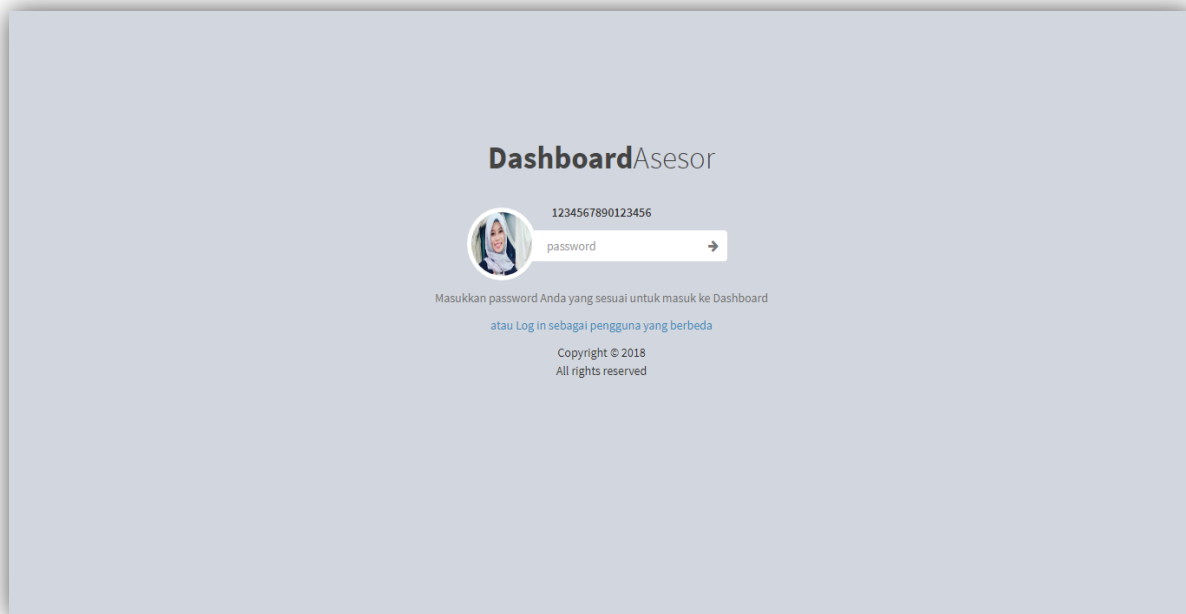 DashboardAsesor
1234567890123456
password
Masukkan password Anda yang sesuai untuk masuk ke Dashboard
atau Log in sebagai pengguna yang berbeda
Copyright © 2018
All rights reserved